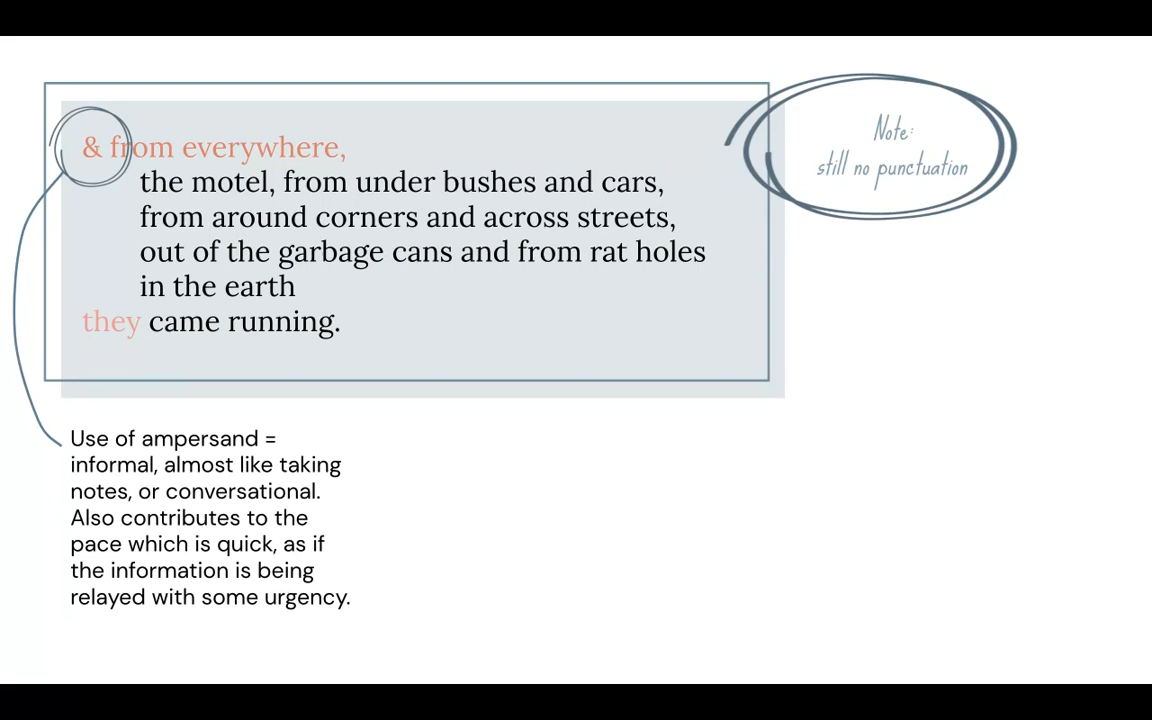 & from everywhere,
the motel, from under bushes and cars,
from around corners and across streets,
out of the garbage cans and from rat holes
in the earth
they came running.
Note:
still no punctuation
Use of ampersand =
informal, almost like taking
notes, or conversational.
Also contributes to the
pace which is quick, as if
the information is being
relayed with some urgency.